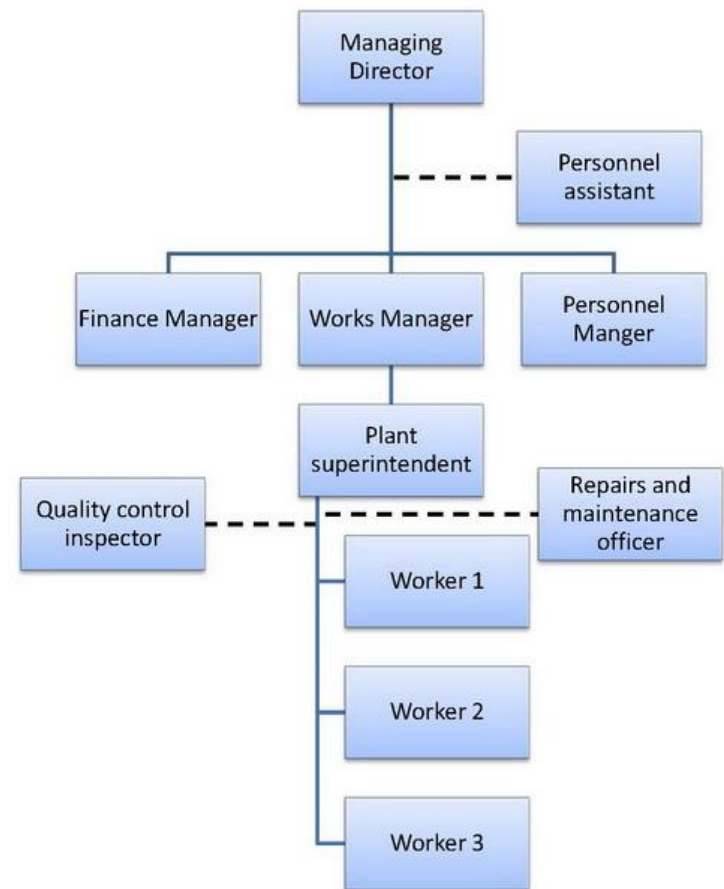 Managing
Director
Personnel
assistant
Finance Manager
Works Manager
Personnel
Manger
Plant
superintendent
Quality control
inspector
Repairs and
maintenance
officer
Worker 1
Worker 2
Worker 3